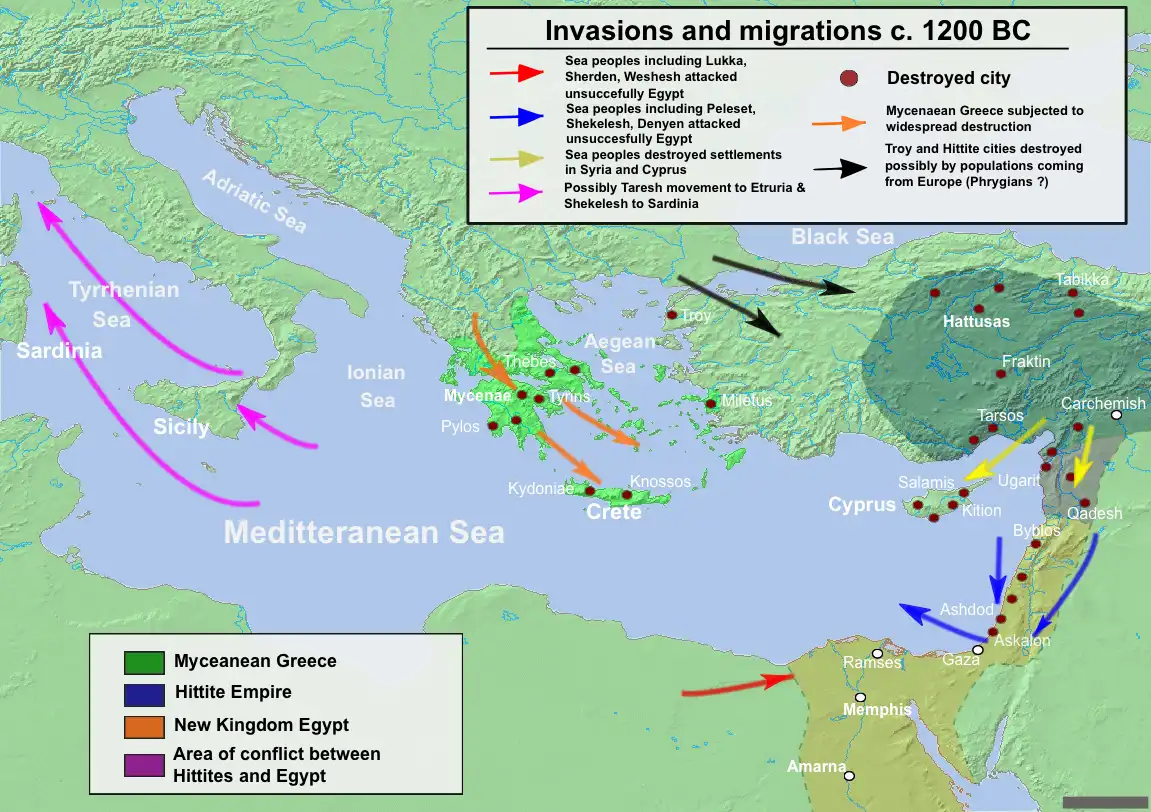 Invasions and migrations c. 1200 BC
Sea peoples including Lukka,
Sherden, Weshesh attacked
unsuccefully Egypt
Sea peoples including Peleset,
Shekelesh, Denyen attacked
unsuccesfully Egypt
Sea peoples destroyed settlements
in Syria and Cyprus
Possibly Taresh movement to Etruria &
Shekelesh to Sardinia
Destroyed city
Mycenaean Greece subjected to
widespread destruction
Troy and Hittite cities destroyed
possibly by populations coming
from Europe (Phrygians ?)
Adriatic Sea
Black Sea
Tyrrhenian
Sea
Sardinia
Ionian
Sea
Sicily
Aegean
Sea
Troy
Thebes
Mycenae
Tyrins
Pylos
Miletus
Kydoniae
Knossos
Crete
Hattusas
Tabikka
Fraktin
Tarsos
Carchemish
Salamis
Ugarit
Cyprus
Kition
Qadesh
Byblos
Meditteranean Sea
Ashdod
Askalon
Gaza
Ramses
Memphis
Amarna
Myceanean Greece
Hittite Empire
New Kingdom Egypt
Area of conflict between
Hittites and Egypt